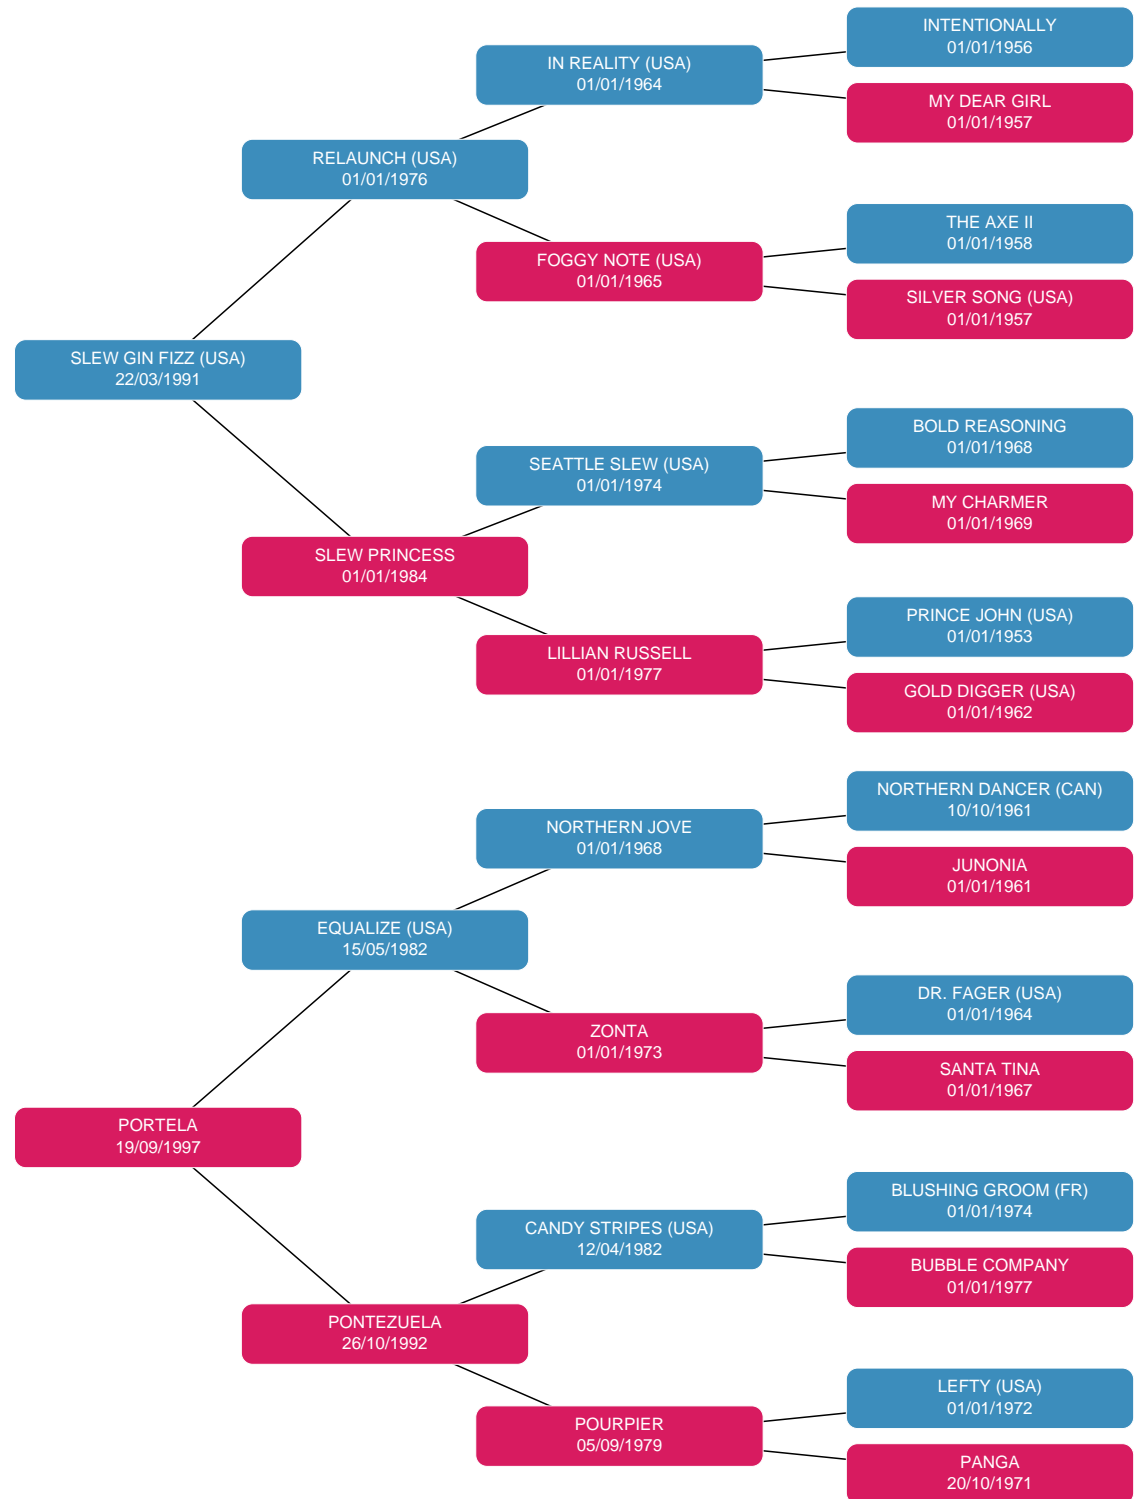 INTENTIONALLY
01/01/1956
IN REALITY (USA)
01/01/1964
MY DEAR GIRL
01/01/1957
RELAUNCH (USA)
01/01/1976
THE AXE II
01/01/1958
FOGGY NOTE (USA)
01/01/1965
SILVER SONG (USA)
01/01/1957
SLEW GIN FIZZ (USA)
22/03/1991
BOLD REASONING
01/01/1968
SEATTLE SLEW (USA)
01/01/1974
MY CHARMER
01/01/1969
SLEW PRINCESS
01/01/1984
PRINCE JOHN (USA)
01/01/1953
LILLIAN RUSSELL
01/01/1977
GOLD DIGGER (USA)
01/01/1962
NORTHERN DANCER (CAN)
10/10/1961
NORTHERN JOVE
01/01/1968
JUNONIA
01/01/1961
EQUALIZE (USA)
15/05/1982
DR. FAGER (USA)
01/01/1964
ZONTA
01/01/1973
SANTA TINA
01/01/1967
PORTELA
19/09/1997
BLUSHING GROOM (FR)
01/01/1974
CANDY STRIPES (USA)
12/04/1982
BUBBLE COMPANY
01/01/1977
PONTEZUELA
26/10/1992
LEFTY (USA)
01/01/1972
POURPIER
05/09/1979
PANGA
20/10/1971